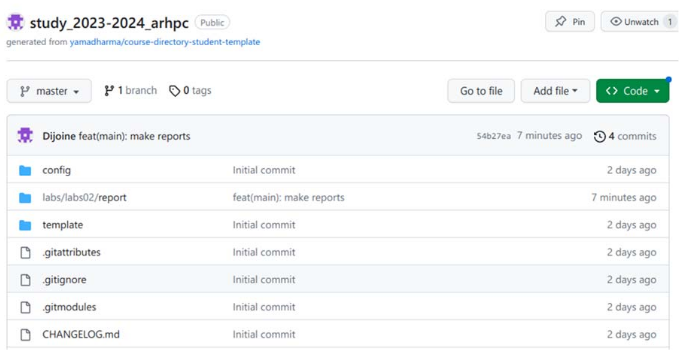 study_2023-2024_arhpc Public Pin Unwatch 1
generated from yamadharma/course-directory-student-template
master 1 branch 0 tags Go to file Add file Code
Dijoine feat(main): make reports 54b27ea 7 minutes ago 4 commits
config Initial commit 2 days ago
labs/labs02/report feat(main): make reports 7 minutes ago
template Initial commit 2 days ago
.gitattributes Initial commit 2 days ago
.gitignore Initial commit 2 days ago
.gitmodules Initial commit 2 days ago
CHANGELOG.md Initial commit 2 days ago